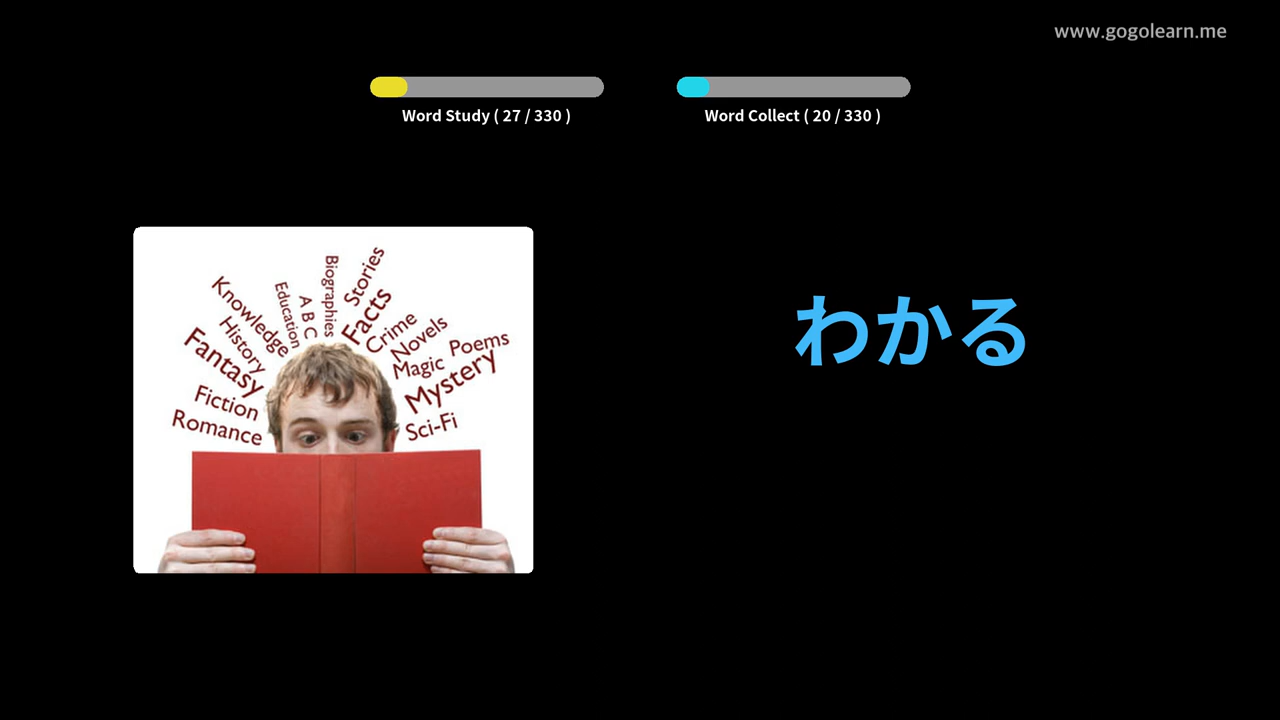 www.gogolearn.me
Word Study ( 27 / 330 )
Word Collect ( 20 / 330 )
Stories
Biographies
Facts
Education
A B C
Knowledge
Crime
Novels
History
Poems
Fantasy
Magic
Mystery
Fiction
Romance
Sci-Fi
わかる